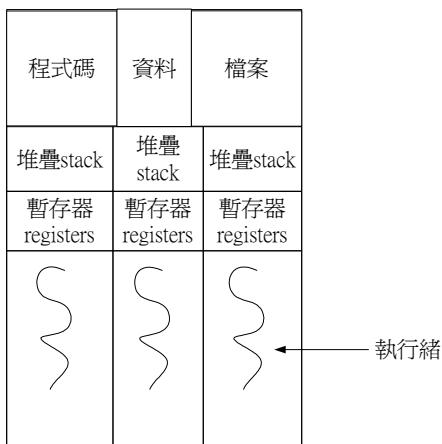 程式碼 資料 檔案
堆疊stack 堆疊 stack 堆疊stack
暫存器 registers 暫存器 registers 暫存器 registers
執行緒